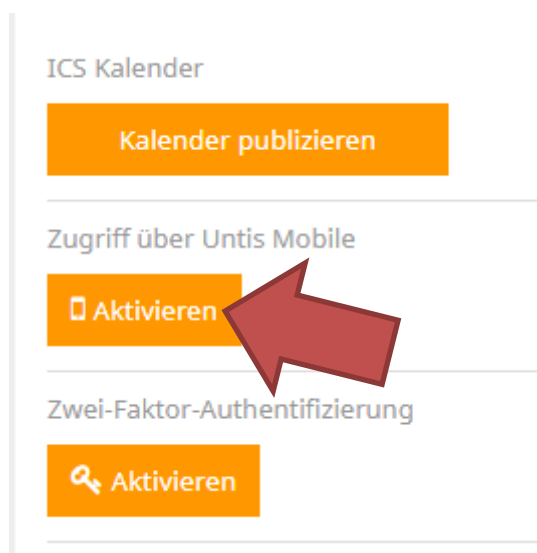 ICS Kalender
Kalender publizieren
Zugriff über Untis Mobile
Aktivieren
Zwei-Faktor-Authentifizierung
Aktivieren